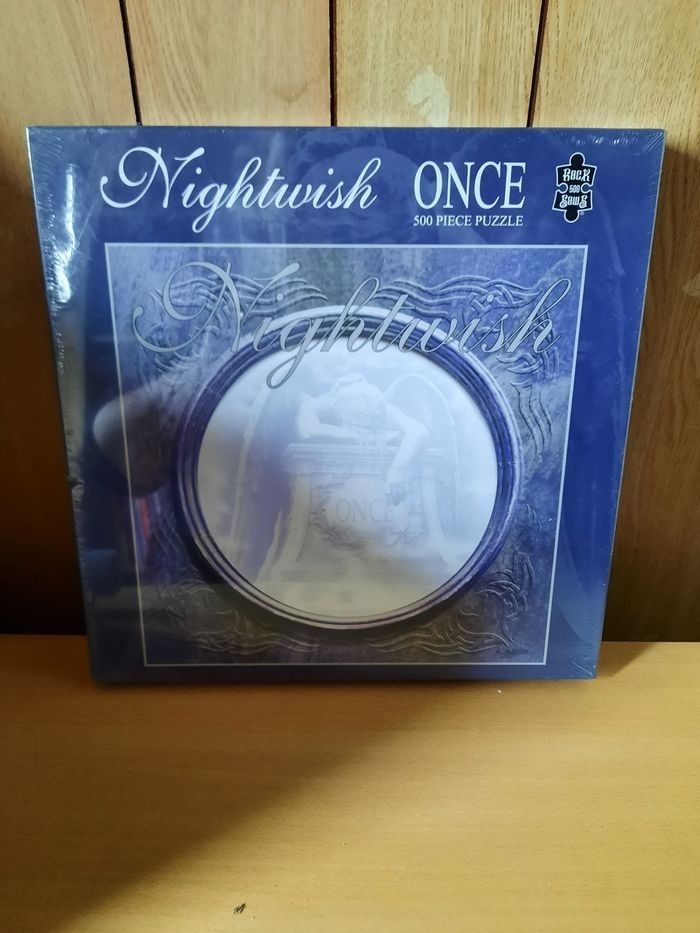 Nightwish ONCE
500 PIECE PUZZLE
ROCK
500
SAWS
Nightwish
ONCE